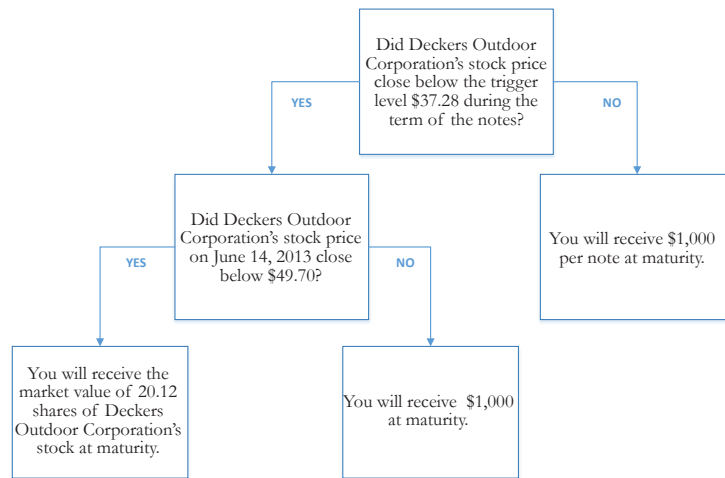 Did Deckers Outdoor
Corporation's stock price
close below the trigger
level $37.28 during the
term of the notes?
YES
NO
Did Deckers Outdoor
Corporation's stock price
on June 14, 2013 close
below $49.70?
You will receive $1,000
per note at maturity.
YES
NO
You will receive the
market value of 20.12
shares of Deckers
Outdoor Corporation's
stock at maturity.
You will receive $1,000
at maturity.